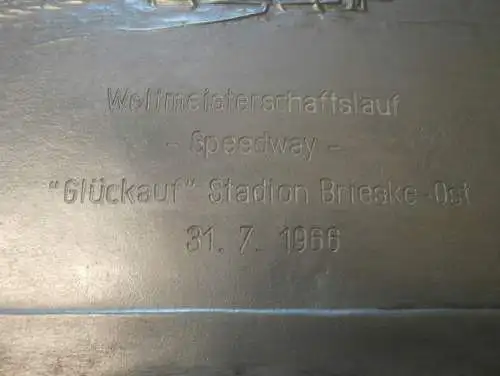 Weltmeisterschaftslauf
- Speedway -
"Glückauf" Stadion Brieske-Ost
31. 7. 1966